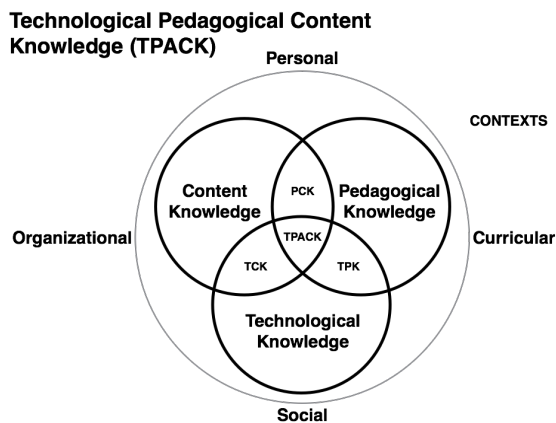 Technological Pedagogical Content
Knowledge (TPACK)
Personal
CONTEXTS
Content
Knowledge
PCK
Pedagogical
Knowledge
Organizational
TPACK
Curricular
TCK
TPK
Technological
Knowledge
Social